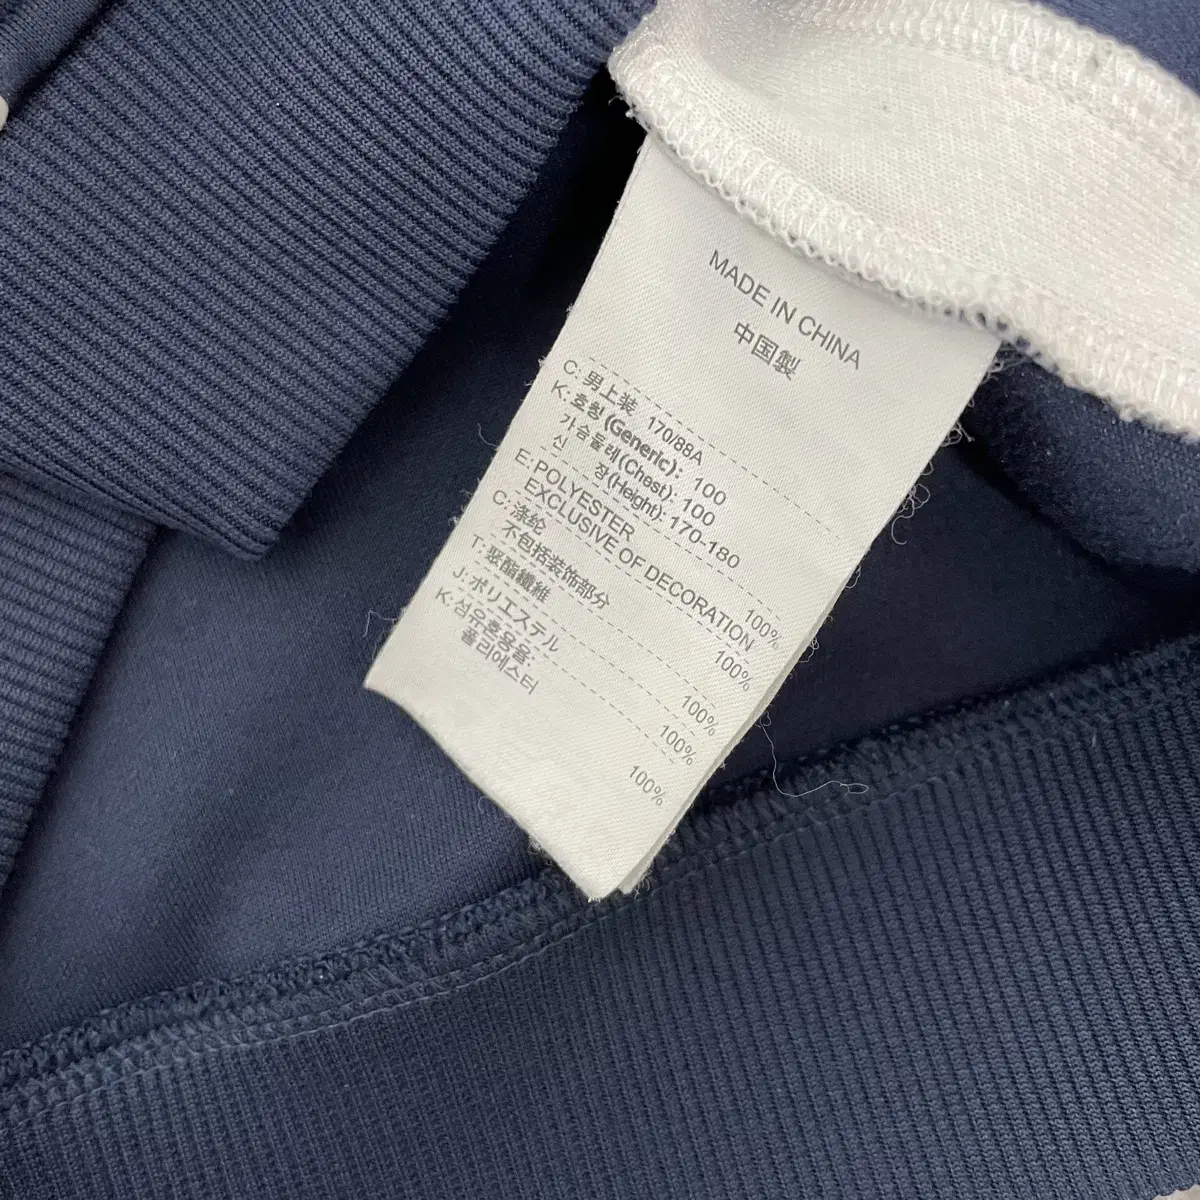 MADE IN CHINA
中国製
C: 男上装 170/88A
K: 호칭(Generic): 100
가슴둘레(Chest): 100
신 장(Height): 170-180
E: POLYESTER 100%
EXCLUSIVE OF DECORATION
C: 涤纶 100%
不包括装饰部分
T: 聚酯纖維 100%
J: ポリエステル 100%
K: 섬유혼용율:
폴리에스터 100%